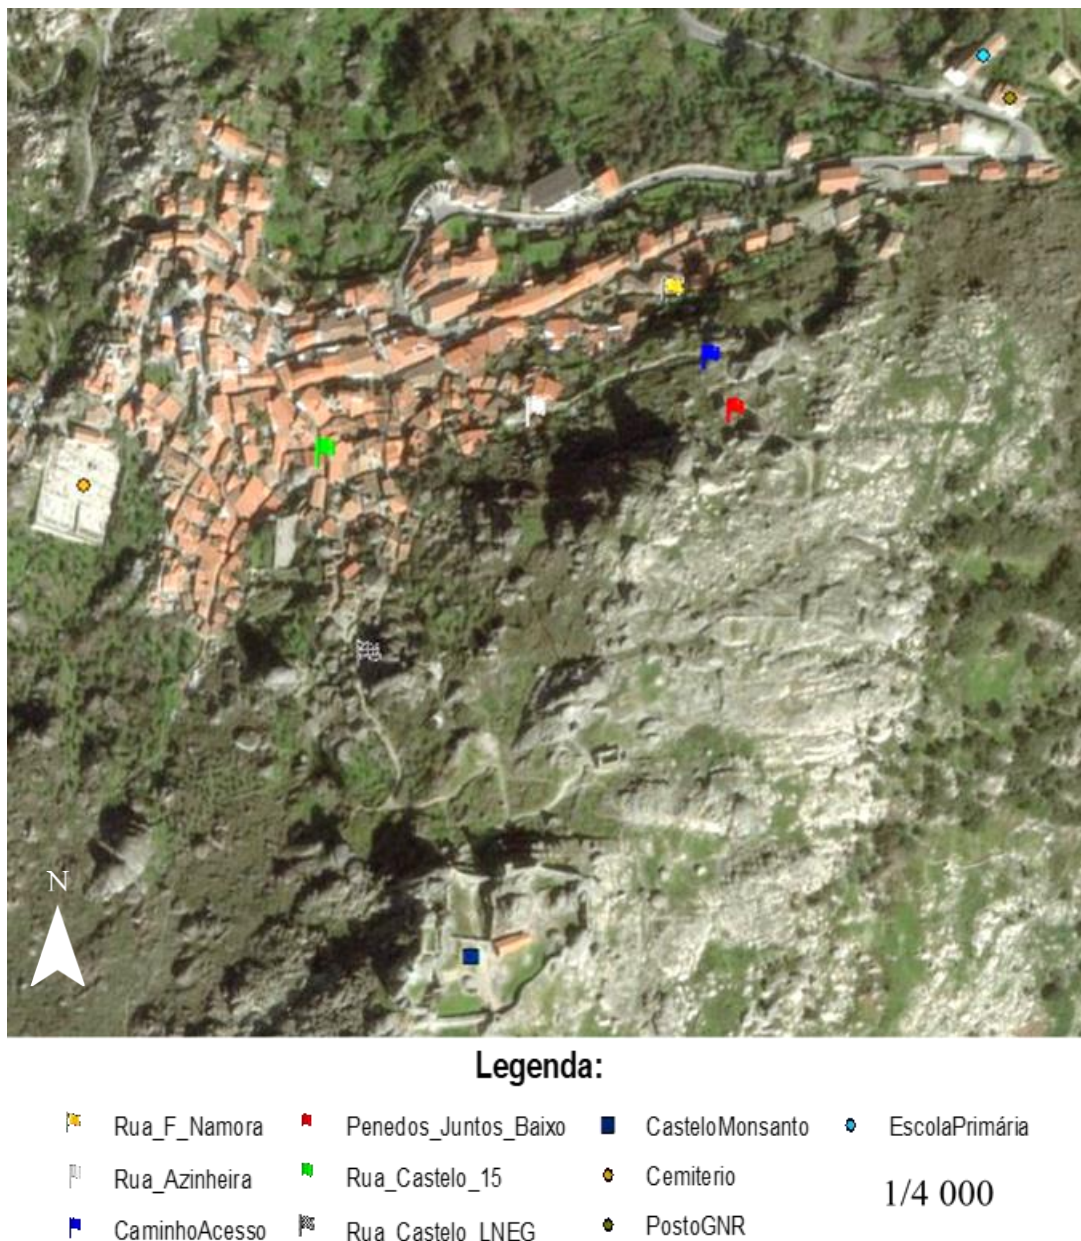 N
Legenda:
Rua_F_Namora Penedos_Juntos_Baixo CasteloMonsanto EscolaPrimária
Rua_Azinheira Rua_Castelo_15 Cemiterio
1/4 000
CaminhoAcesso Rua_Castelo_LNEG PostoGNR